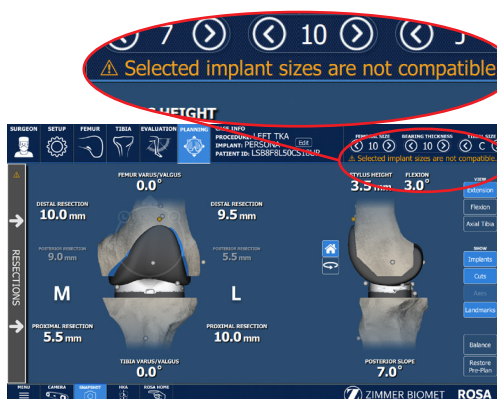 7 10 J
⚠ Selected implant sizes are not compatible.
HEIGHT
SURGEON SETUP FEMUR TIBIA EVALUATION PLANNING
CASE INFO
PROCEDURE: LEFT TKA
IMPLANT: PERSONA
Edit
FEMORAL SIZE BEARING THICKNESS TIBIAL SIZE
10 10 C
⚠ Selected implant sizes are not compatible.
FEMUR VARUS/VALGUS
0.0°
STYLUS HEIGHT FLEXION
3.5 mm 3.0°
VIEW
Extension
Flexion
Axial Tibia
DISTAL RESECTION
10.0 mm
DISTAL RESECTION
9.5 mm
POSTERIOR RESECTION
9.0 mm
POSTERIOR RESECTION
5.5 mm
RESECTIONS
SHOW
Implants
Cuts
Axes
Landmarks
M L
PROXIMAL RESECTION
5.5 mm
PROXIMAL RESECTION
10.0 mm
Balance
Restore
Pre-Plan
TIBIA VARUS/VALGUS
0.0°
POSTERIOR SLOPE
7.0°
MENU CAMERA SNAPSHOT HKA ROSA HOME
ZIMMER BIOMET ROSA